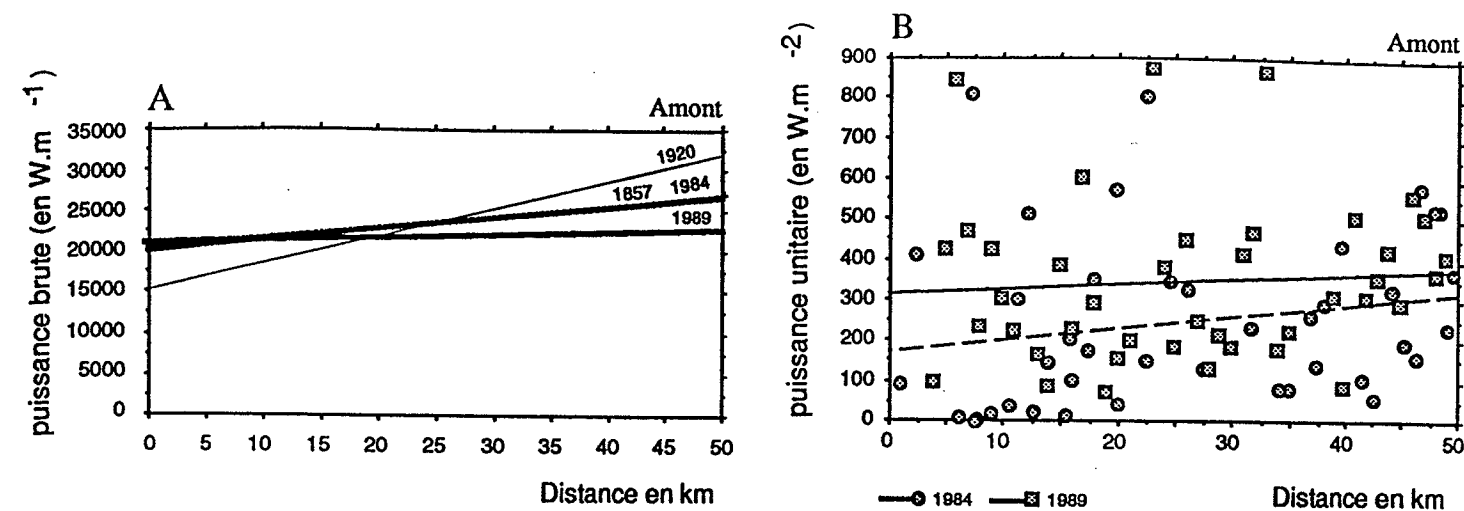 A
Amont
puissance brute (en W.m -1)
35000
30000
25000
20000
15000
10000
5000
0
1920
1857 1984
1989
0 5 10 15 20 25 30 35 40 45 50
Distance en km
B
Amont
puissance unitaire (en W.m -2)
900
800
700
600
500
400
300
200
100
0
0 10 20 30 40 50
1984 1989
Distance en km